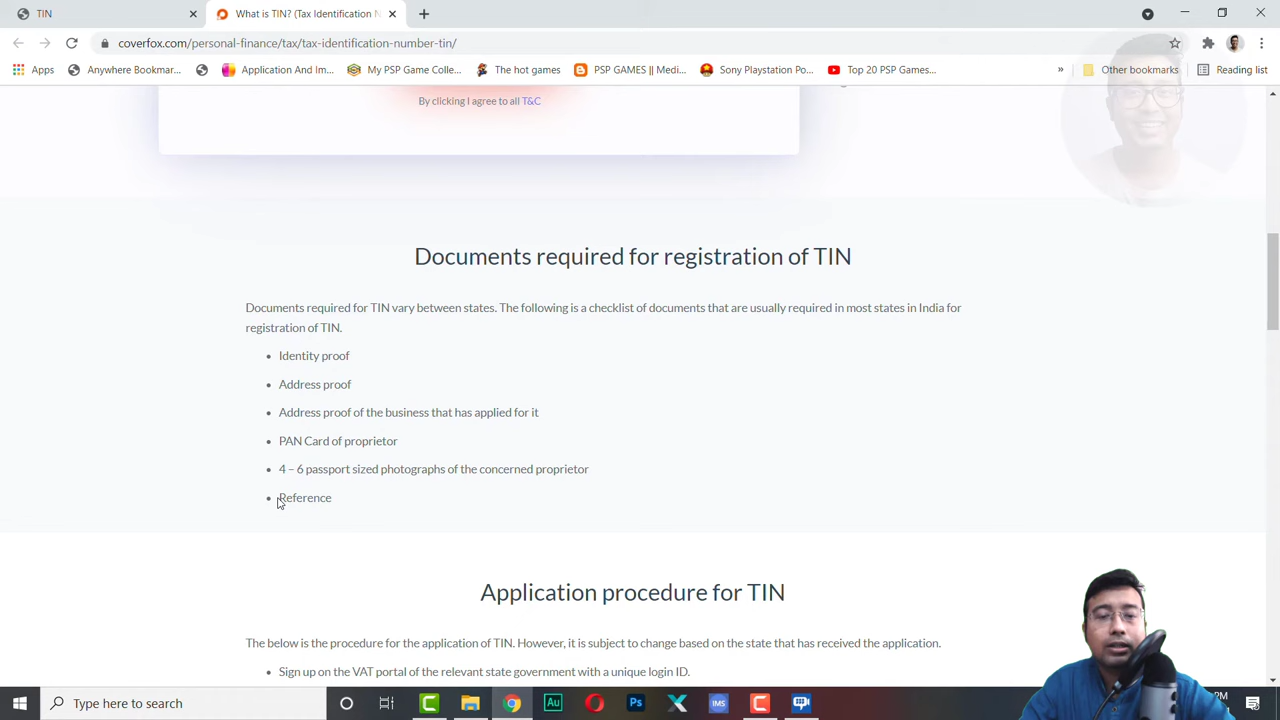 TIN
What is TIN? (Tax Identification N
coverfox.com/personal-finance/tax/tax-identification-number-tin/
Apps
Anywhere Bookmar...
Application And Im...
My PSP Game Colle...
The hot games
PSP GAMES || Medi...
Sony Playstation Po...
Top 20 PSP Games...
»
Other bookmarks
Reading list
By clicking I agree to all T&C
Documents required for registration of TIN
Documents required for TIN vary between states. The following is a checklist of documents that are usually required in most states in India for
registration of TIN.
• Identity proof
• Address proof
• Address proof of the business that has applied for it
• PAN Card of proprietor
• 4 – 6 passport sized photographs of the concerned proprietor
• Reference
Application procedure for TIN
The below is the procedure for the application of TIN. However, it is subject to change based on the state that has received the application.
• Sign up on the VAT portal of the relevant state government with a unique login ID.
Type here to search
Au
Ps
IMS
PM